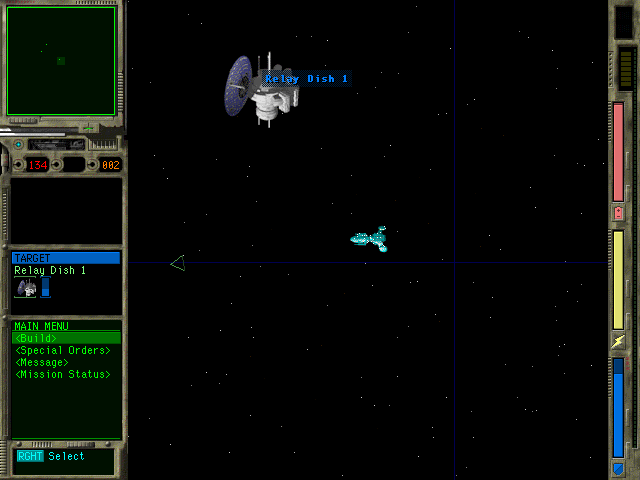 Relay Dish 1
134
002
TARGET
Relay Dish 1
MAIN MENU
<Build>
<Special Orders>
<Message>
<Mission Status>
RGHT Select